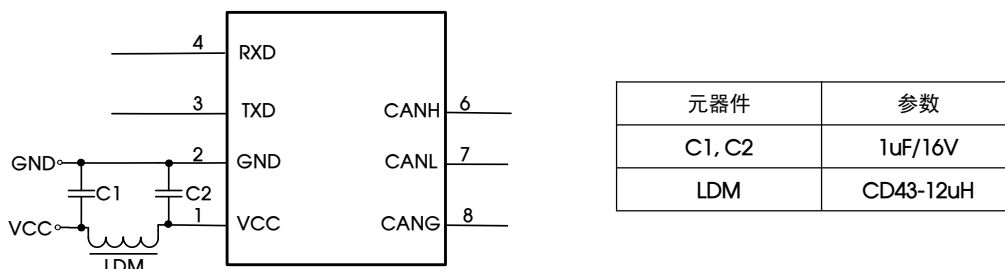 4
RXD
3
TXD
CANH
6
GND
2
GND
CANL
7
C1
C2
VCC
1
VCC
CANG
8
LDM
元器件 参数
C1, C2 1uF/16V
LDM CD43-12uH